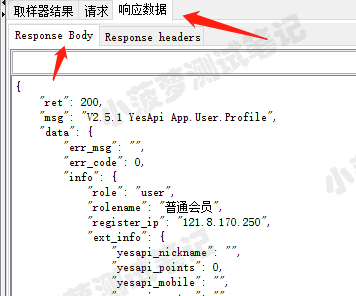 取样器结果 请求 响应数据
Response Body Response headers
{
"ret": 200,
"msg": "V2.5.1 YesApi App.User.Profile",
"data": {
"err_msg": "",
"err_code": 0,
"info": {
"role": "user",
"rolename": "普通会员",
"register_ip": "121.8.170.250",
"ext_info": {
"yesapi_nickname": "",
"yesapi_points": 0,
"yesapi_mobile": "",
小菠萝测试笔记